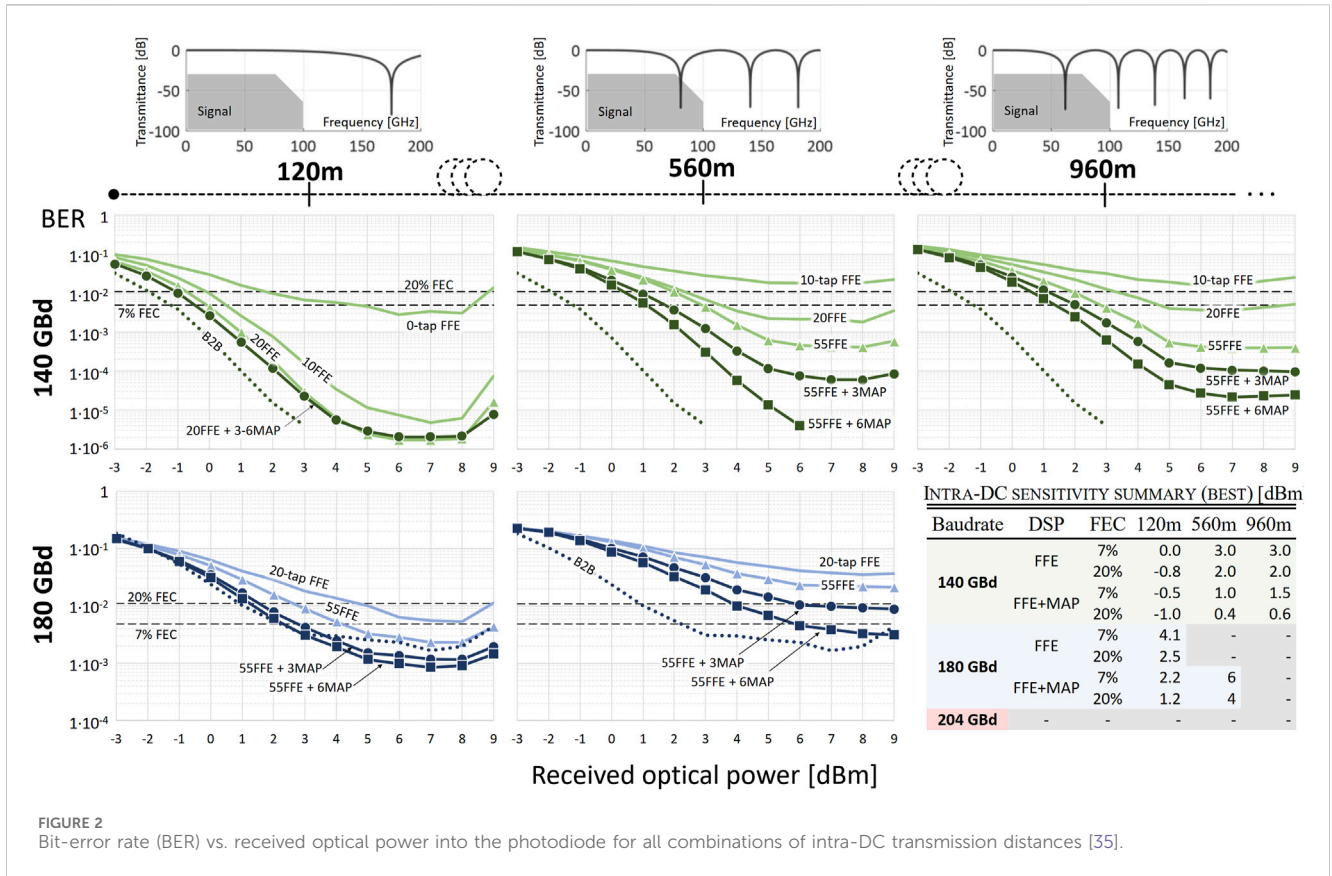 Transmittance [dB]
0
-50
-100
Signal
Frequency [GHz]
0 50 100 150 200
Transmittance [dB]
0
-50
-100
Signal
Frequency [GHz]
0 50 100 150 200
Transmittance [dB]
0
-50
-100
Signal
Frequency [GHz]
0 50 100 150 200
120m 560m 960m
BER
140 GBd
1
1·10-1
1·10-2
1·10-3
1·10-4
1·10-5
1·10-6
20% FEC
7% FEC
0-tap FFE
B2B
20FFE
10FFE
20FFE + 3-6MAP
-3 -2 -1 0 1 2 3 4 5 6 7 8 9
10-tap FFE
20FFE
55FFE
55FFE + 3MAP
55FFE + 6MAP
B2B
-3 -2 -1 0 1 2 3 4 5 6 7 8 9
10-tap FFE
20FFE
55FFE
55FFE + 3MAP
55FFE + 6MAP
-3 -2 -1 0 1 2 3 4 5 6 7 8 9
180 GBd
1
1·10-1
1·10-2
1·10-3
1·10-4
20-tap FFE
20% FEC
55FFE
7% FEC
55FFE + 3MAP
55FFE + 6MAP
-3 -2 -1 0 1 2 3 4 5 6 7 8 9
B2B
20-tap FFE
55FFE
55FFE + 3MAP
55FFE + 6MAP
-3 -2 -1 0 1 2 3 4 5 6 7 8 9
INTRA-DC SENSITIVITY SUMMARY (BEST) [dBm]
Baudrate DSP FEC 120m 560m 960m
140 GBd
FFE
7% 0.0 3.0 3.0
20% -0.8 2.0 2.0
FFE+MAP
7% -0.5 1.0 1.5
20% -1.0 0.4 0.6
180 GBd
FFE
7% 4.1 - -
20% 2.5 - -
FFE+MAP
7% 2.2 6 -
20% 1.2 4 -
204 GBd - - - - -
Received optical power [dBm]
FIGURE 2
Bit-error rate (BER) vs. received optical power into the photodiode for all combinations of intra-DC transmission distances [35].